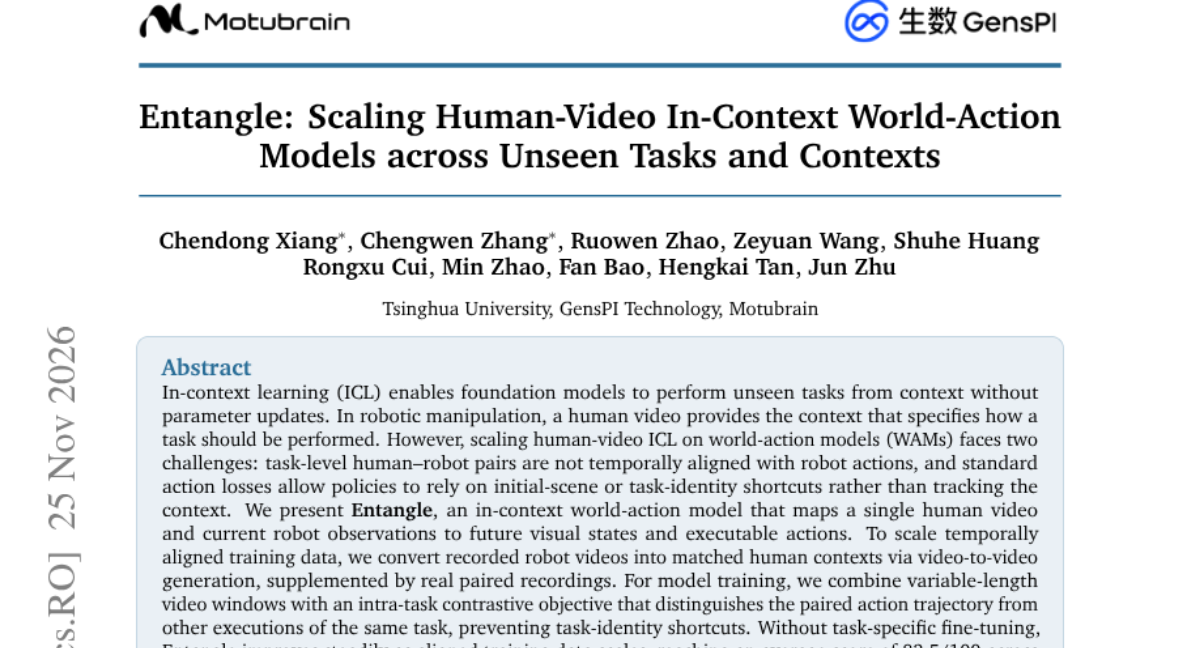 Motubrain
生数 GensPI
Entangle: Scaling Human-Video In-Context World-Action
Models across Unseen Tasks and Contexts
Chendong Xiang*, Chengwen Zhang*, Ruowen Zhao, Zeyuan Wang, Shuhe Huang
Rongxu Cui, Min Zhao, Fan Bao, Hengkai Tan, Jun Zhu
Tsinghua University, GensPI Technology, Motubrain
cs.RO] 25 Nov 2026
Abstract
In-context learning (ICL) enables foundation models to perform unseen tasks from context without
parameter updates. In robotic manipulation, a human video provides the context that specifies how a
task should be performed. However, scaling human-video ICL on world-action models (WAMs) faces two
challenges: task-level human–robot pairs are not temporally aligned with robot actions, and standard
action losses allow policies to rely on initial-scene or task-identity shortcuts rather than tracking the
context. We present Entangle, an in-context world-action model that maps a single human video
and current robot observations to future visual states and executable actions. To scale temporally
aligned training data, we convert recorded robot videos into matched human contexts via video-to-video
generation, supplemented by real paired recordings. For model training, we combine variable-length
video windows with an intra-task contrastive objective that distinguishes the paired action trajectory from
other executions of the same task, preventing task-identity shortcuts. Without task-specific fine-tuning,